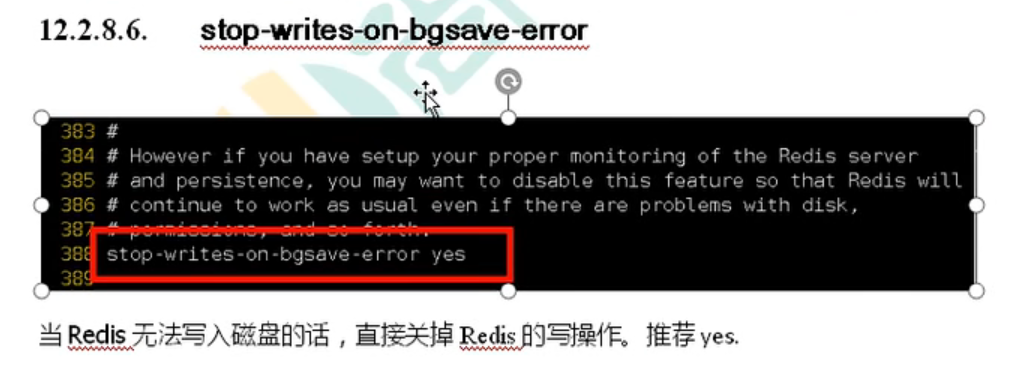 12.2.8.6. stop-writes-on-bgsave-error
383 #
384 # However if you have setup your proper monitoring of the Redis server
385 # and persistence, you may want to disable this feature so that Redis will
386 # continue to work as usual even if there are problems with disk,
387 # permissions, and so forth.
388 stop-writes-on-bgsave-error yes
389
当 Redis 无法写入磁盘的话，直接关掉 Redis 的写操作。推荐 yes.